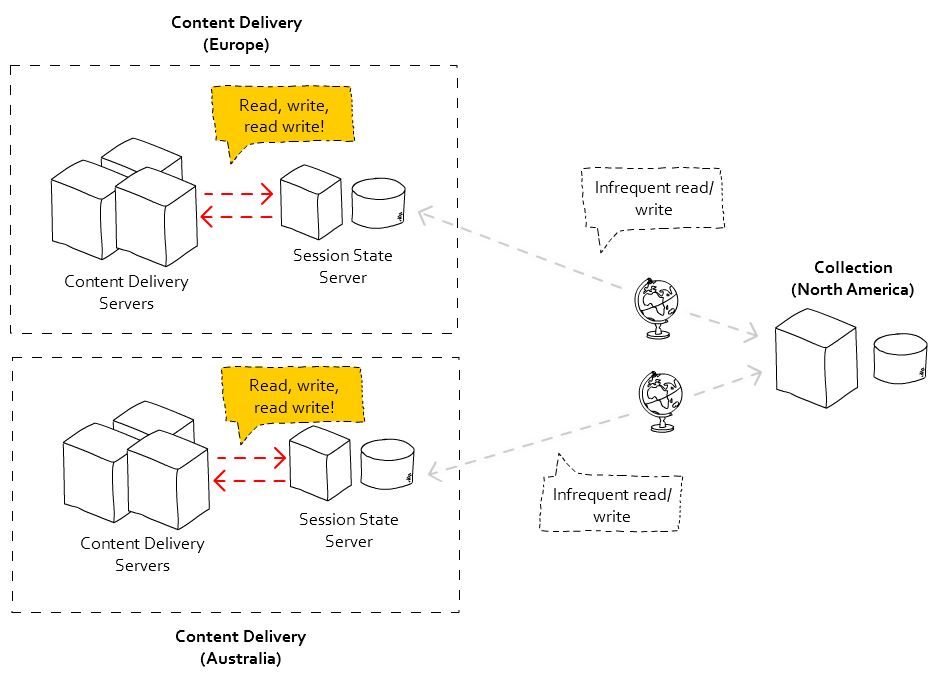 Content Delivery
(Europe)
Read, write,
read write!
Content Delivery
Servers
Session State
Server
Infrequent read/
write
Collection
(North America)
Read, write,
read write!
Content Delivery
Servers
Session State
Server
Infrequent read/
write
Content Delivery
(Australia)